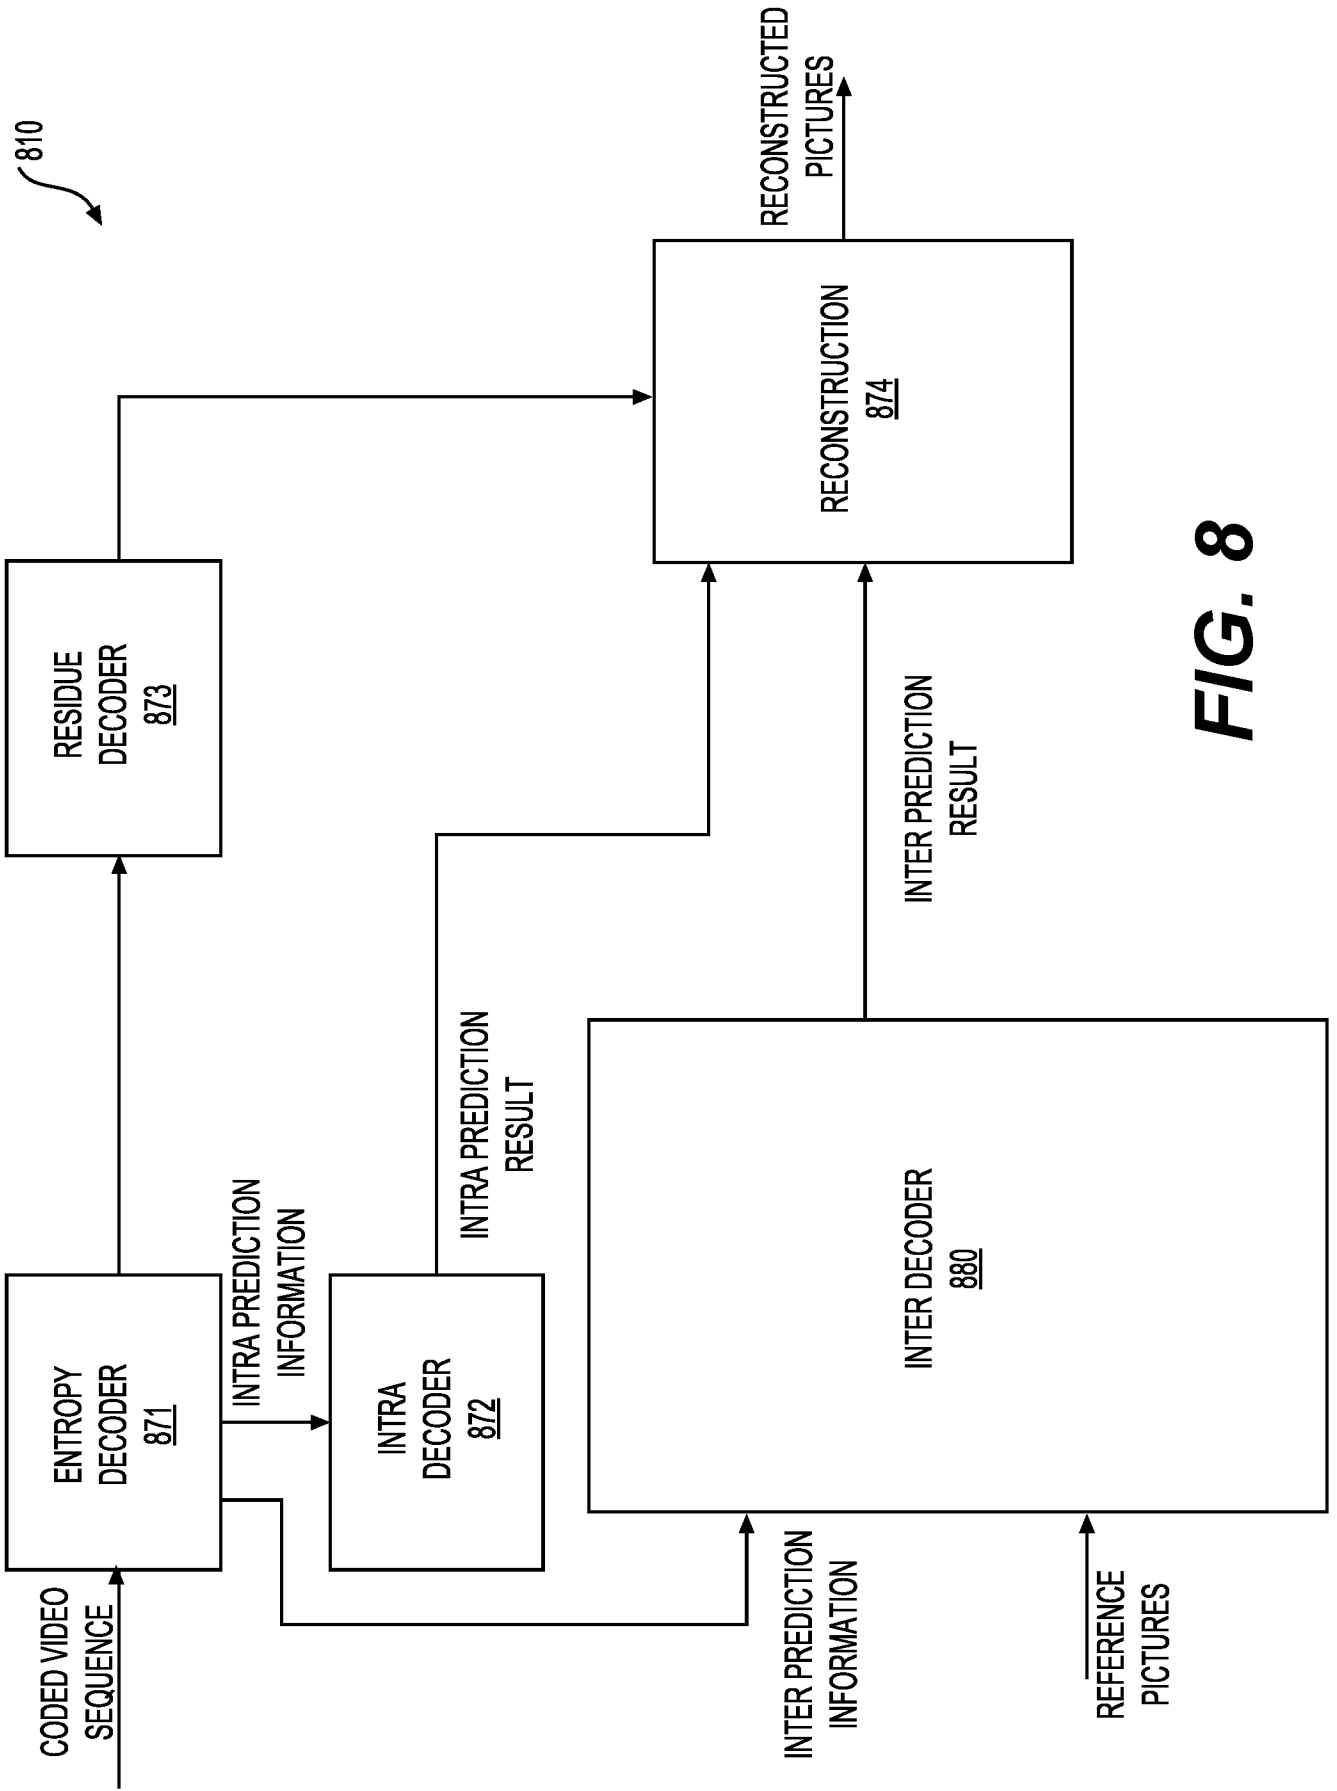 810
CODED VIDEO
SEQUENCE
ENTROPY
DECODER
871
RESIDUE
DECODER
873
INTRA PREDICTION
INFORMATION
INTRA
DECODER
872
INTRA PREDICTION
RESULT
RECONSTRUCTION
874
RECONSTRUCTED
PICTURES
INTER PREDICTION
INFORMATION
INTER DECODER
880
INTER PREDICTION
RESULT
REFERENCE
PICTURES
FIG. 8